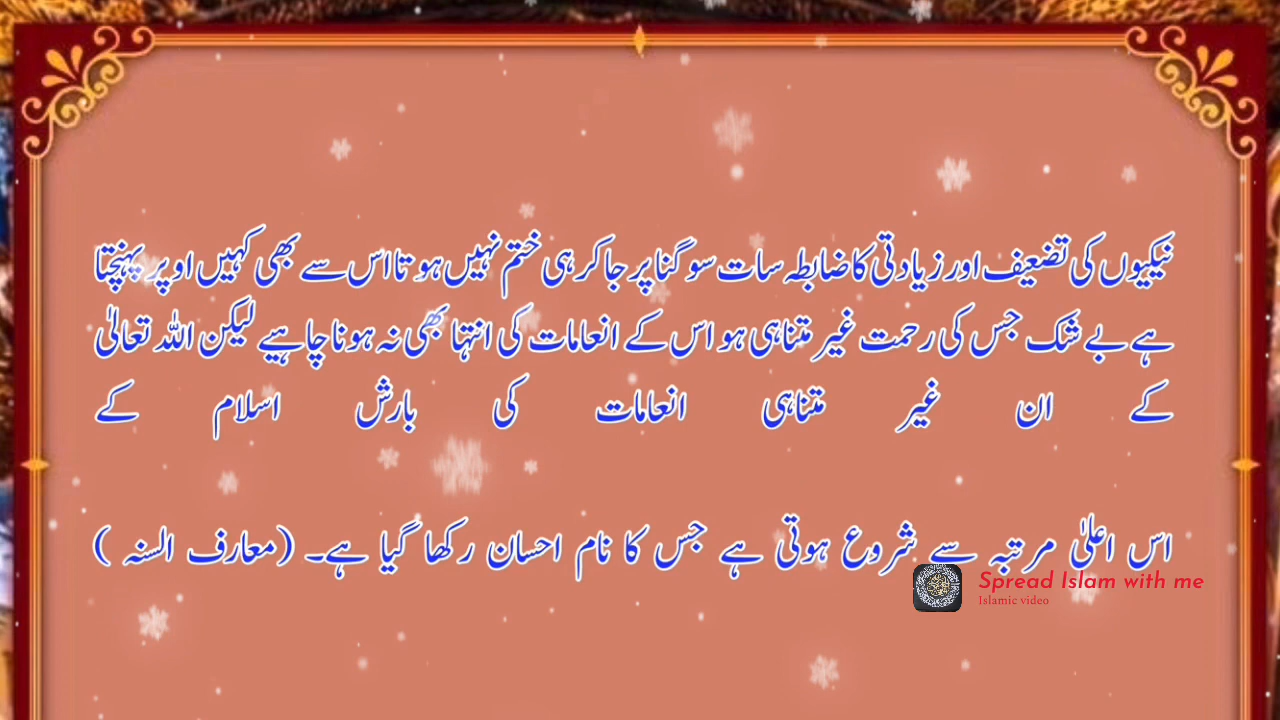 نیکیوں کی تضعیف اور زیادتی کا ضابطہ سات سو گنا پر جا کر ہی ختم نہیں ہوتا اس سے بھی کہیں اوپر پہنچتا
ہے بے شک جس کی رحمت غیر متناہی ہو اس کے انعامات کی انتہا بھی نہ ہونا چاہیے لیکن اللہ تعالیٰ
کے ان غیر متناہی انعامات کی بارش اسلام کے
اس اعلیٰ مرتبہ سے شروع ہوتی ہے جس کا نام احسان رکھا گیا ہے۔ (معارف السنہ )
Spread Islam with me
Islamic video